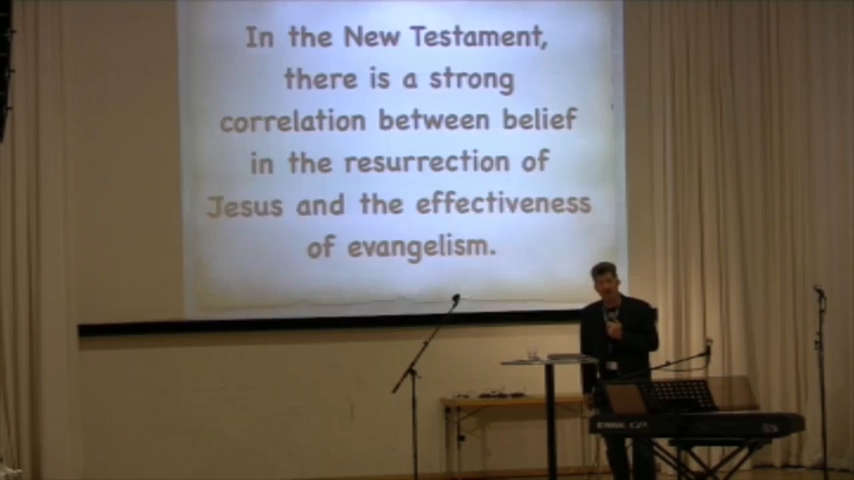 In the New Testament,
there is a strong
correlation between belief
in the resurrection of
Jesus and the effectiveness
of evangelism.